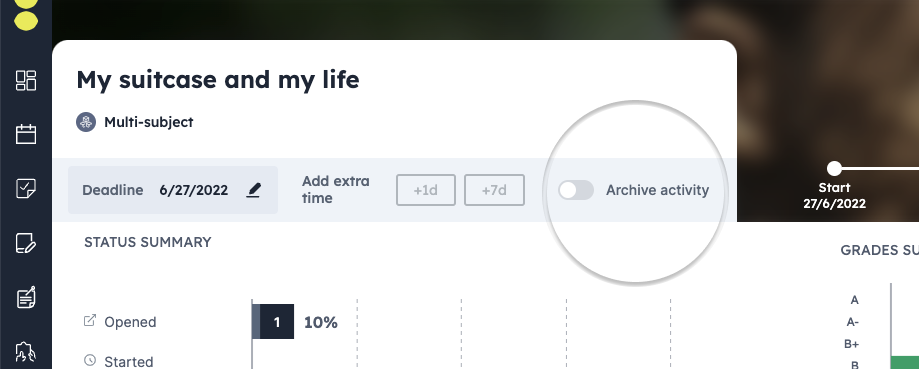 My suitcase and my life
Multi-subject
Deadline 6/27/2022
Add extra
time
+1d +7d
Archive activity
Start
27/6/2022
STATUS SUMMARY
Opened 1 10%
Started
GRADES SU
A
A-
B+
B